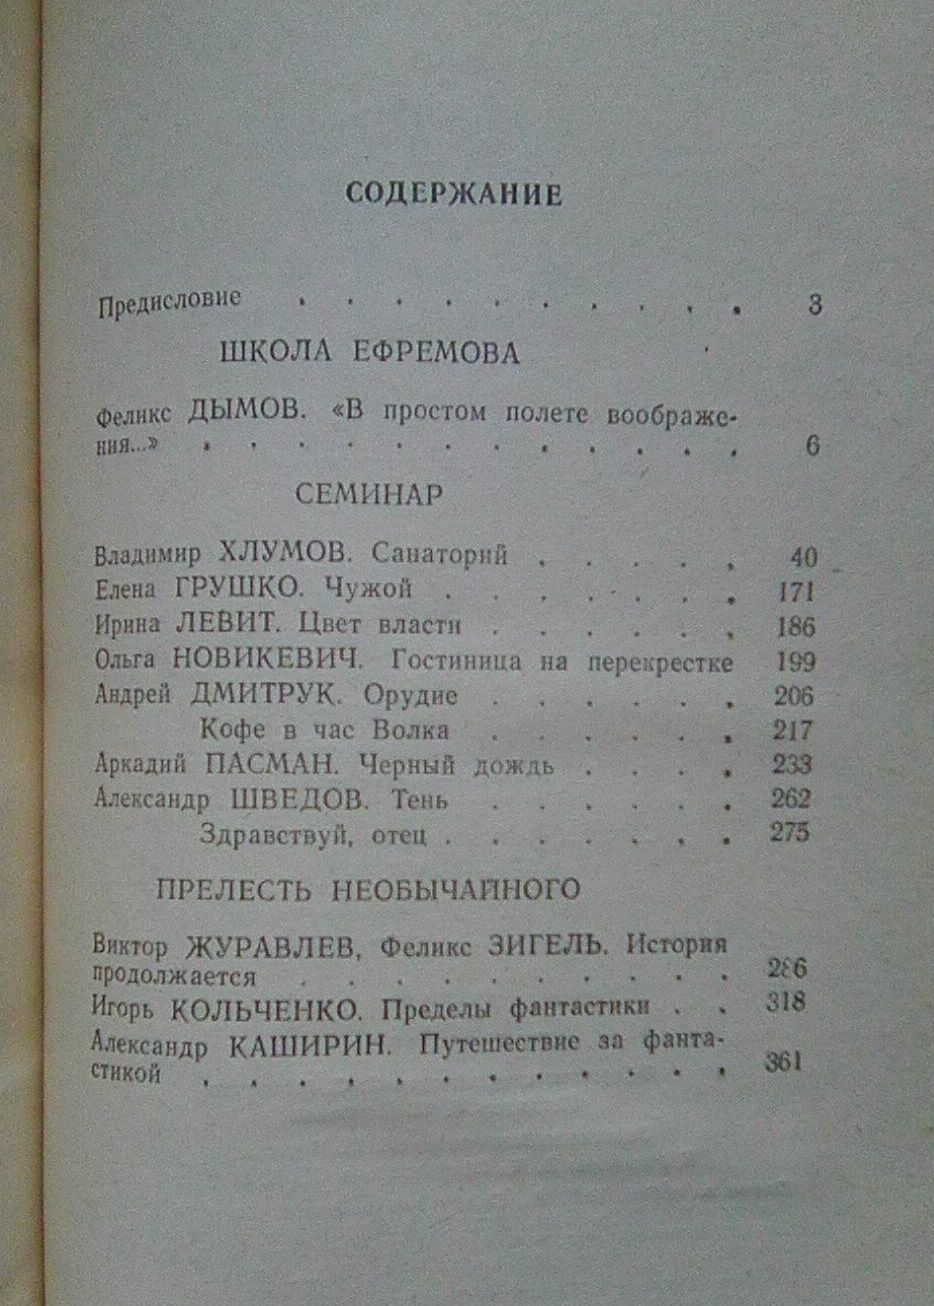 СОДЕРЖАНИЕ
Предисловие . . . . . . . . . . 3
ШКОЛА ЕФРЕМОВА
Феликс ДЫМОВ. «В простом полете воображе-
ния...» . . . . . . . . . . . . 6
СЕМИНАР
Владимир ХЛУМОВ. Санаторий . . . . . 40
Елена ГРУШКО. Чужой . . . . . . . 171
Ирина ЛЕВИТ. Цвет власти . . . . . . 186
Ольга НОВИКЕВИЧ. Гостиница на перекрестке 199
Андрей ДМИТРУК. Орудие . . . . . . 206
Кофе в час Волка . . . . . . 217
Аркадий ПАСМАН. Черный дождь . . . . 233
Александр ШВЕДОВ. Тень . . . . . . 262
Здравствуй, отец . . . . . . . 275
ПРЕЛЕСТЬ НЕОБЫЧАЙНОГО
Виктор ЖУРАВЛЕВ, Феликс ЗИГЕЛЬ. История
продолжается . . . . . . . . . . 286
Игорь КОЛЬЧЕНКО. Пределы фантастики . . 318
Александр КАШИРИН. Путешествие за фанта-
стикой . . . . . . . . . . . . 361